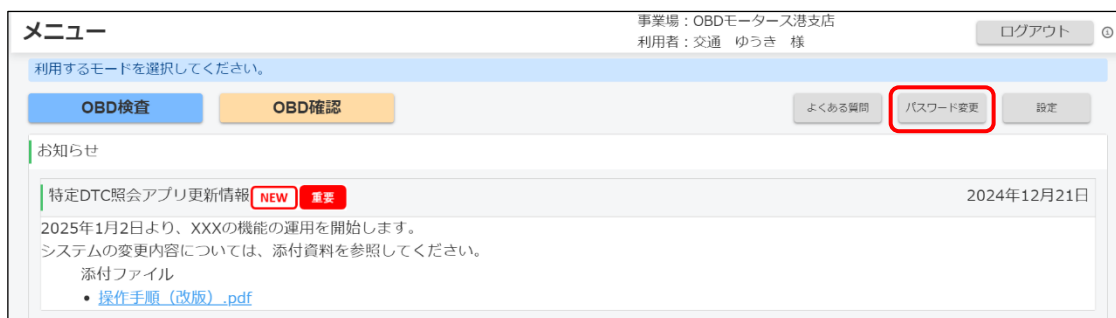 メニュー
事業場：OBDモータース港支店
利用者：交通　ゆうき　様
ログアウト
利用するモードを選択してください。
OBD検査
OBD確認
よくある質問
パスワード変更
設定
お知らせ
特定DTC照会アプリ更新情報 NEW 重要
2024年12月21日
2025年1月2日より、XXXの機能の運用を開始します。
システムの変更内容については、添付資料を参照してください。
添付ファイル
• 操作手順（改版）.pdf